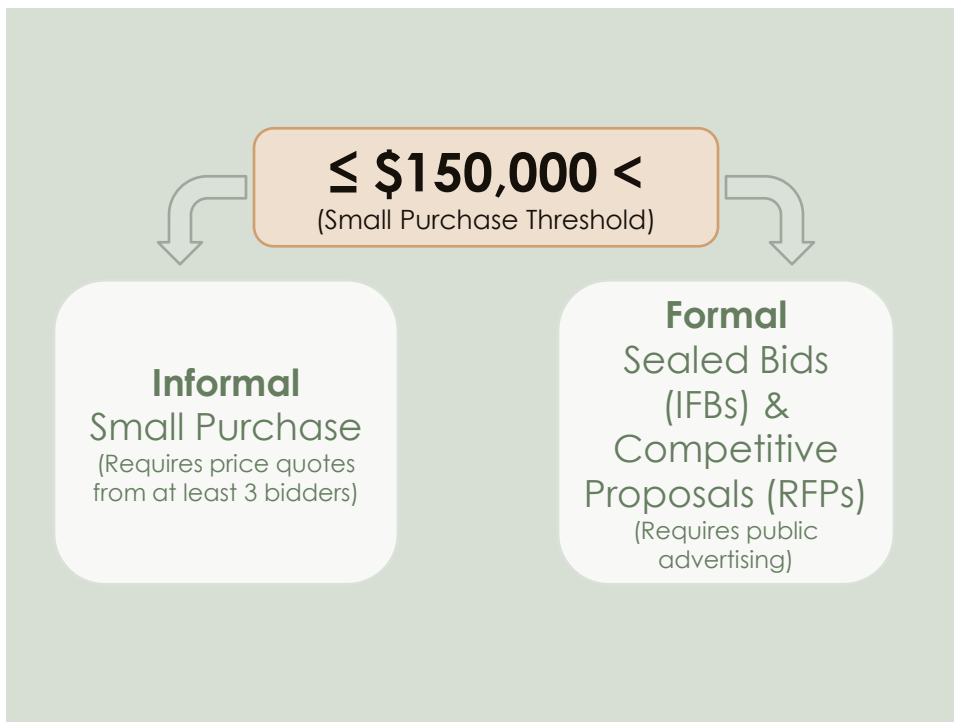 ≤ $150,000 <
(Small Purchase Threshold)
Informal
Small Purchase
(Requires price quotes
from at least 3 bidders)
Formal
Sealed Bids
(IFBs) &
Competitive
Proposals (RFPs)
(Requires public
advertising)